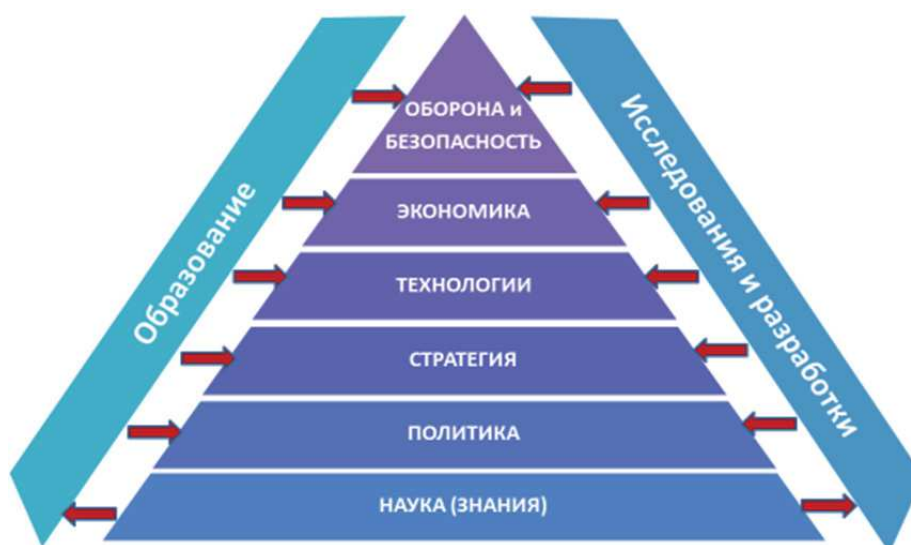 Образование
ОБОРОНА и
БЕЗОПАСНОСТЬ
ЭКОНОМИКА
ТЕХНОЛОГИИ
СТРАТЕГИЯ
ПОЛИТИКА
НАУКА (ЗНАНИЯ)
Исследования и разработки